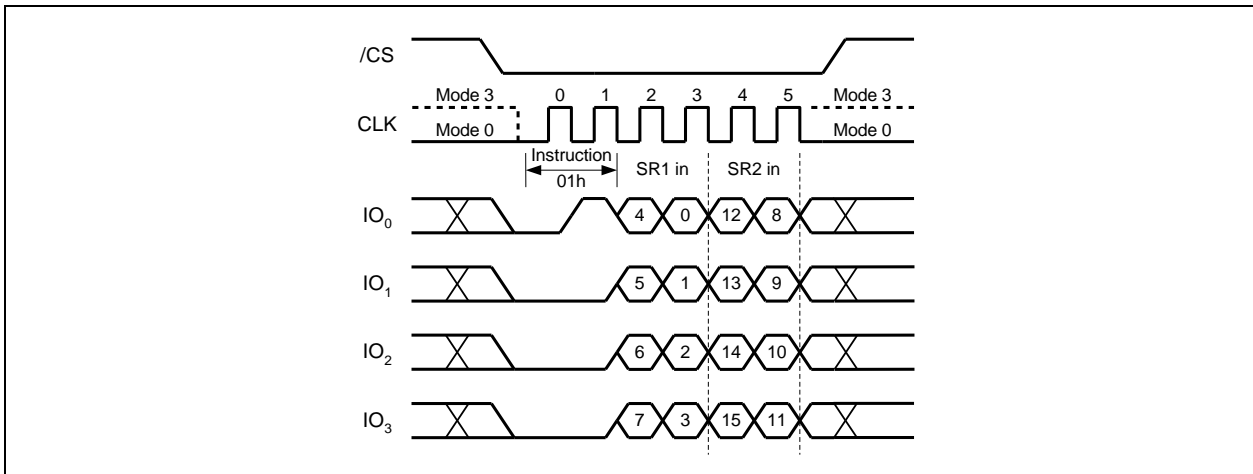 /CS
Mode 3 0 1 2 3 4 5 Mode 3
CLK Mode 0 Mode 0
Instruction SR1 in SR2 in
01h
IO0 4 0 12 8
IO1 5 1 13 9
IO2 6 2 14 10
IO3 7 3 15 11